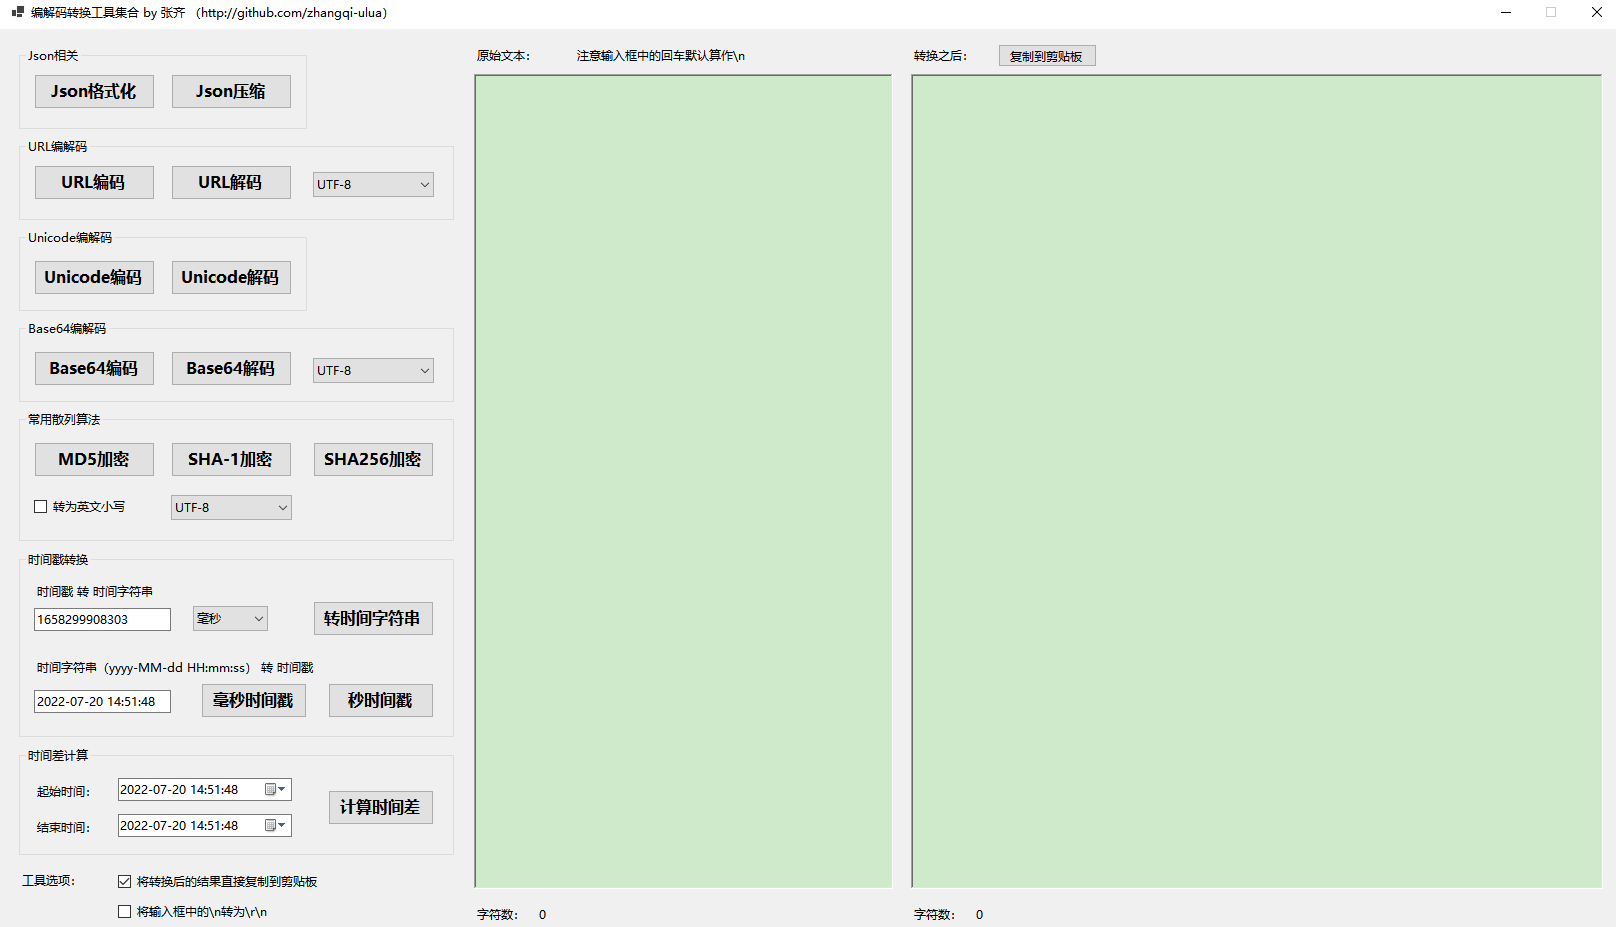 编解码转换工具集合 by 张齐 （http://github.com/zhangqi-ulua）
Json相关
Json格式化
Json压缩
URL编解码
URL编码
URL解码
UTF-8
Unicode编解码
Unicode编码
Unicode解码
Base64编解码
Base64编码
Base64解码
UTF-8
常用散列算法
MD5加密
SHA-1加密
SHA256加密
转为英文小写
UTF-8
时间戳转换
时间戳 转 时间字符串
1658299908303
毫秒
转时间字符串
时间字符串（yyyy-MM-dd HH:mm:ss） 转 时间戳
2022-07-20 14:51:48
毫秒时间戳
秒时间戳
时间差计算
起始时间：
2022-07-20 14:51:48
结束时间：
2022-07-20 14:51:48
计算时间差
工具选项：
将转换后的结果直接复制到剪贴板
将输入框中的\n转为\r\n
原始文本：
注意输入框中的回车默认算作\n
字符数：
0
转换之后：
复制到剪贴板
字符数：
0